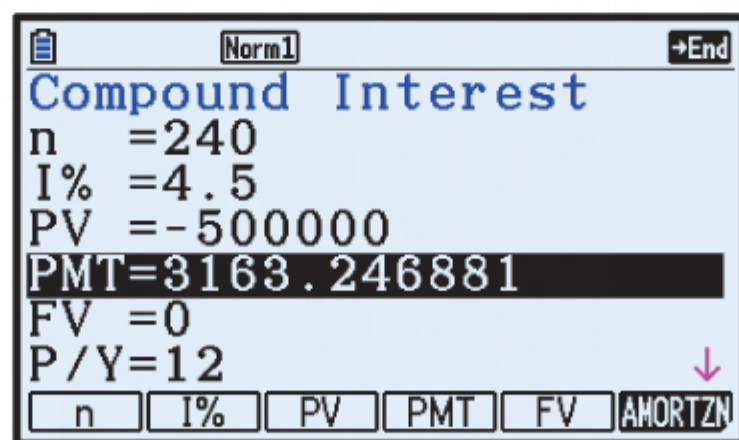 Norm1 →End
Compound Interest
n =240
I% =4.5
PV =-500000
PMT=3163.246881
FV =0
P/Y=12 ↓
n I% PV PMT FV AMORTZN